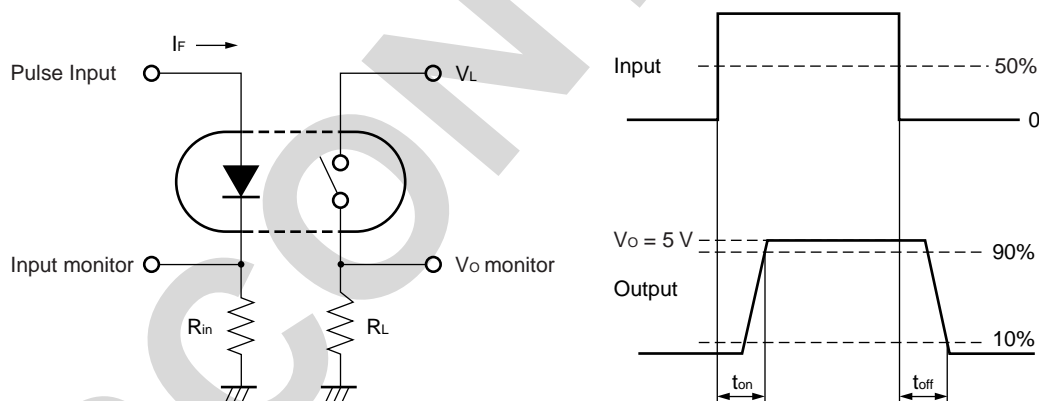 IF
Pulse Input
VL
Input monitor
VO monitor
Rin
RL
Input
50%
0
VO = 5 V
90%
Output
10%
ton
toff